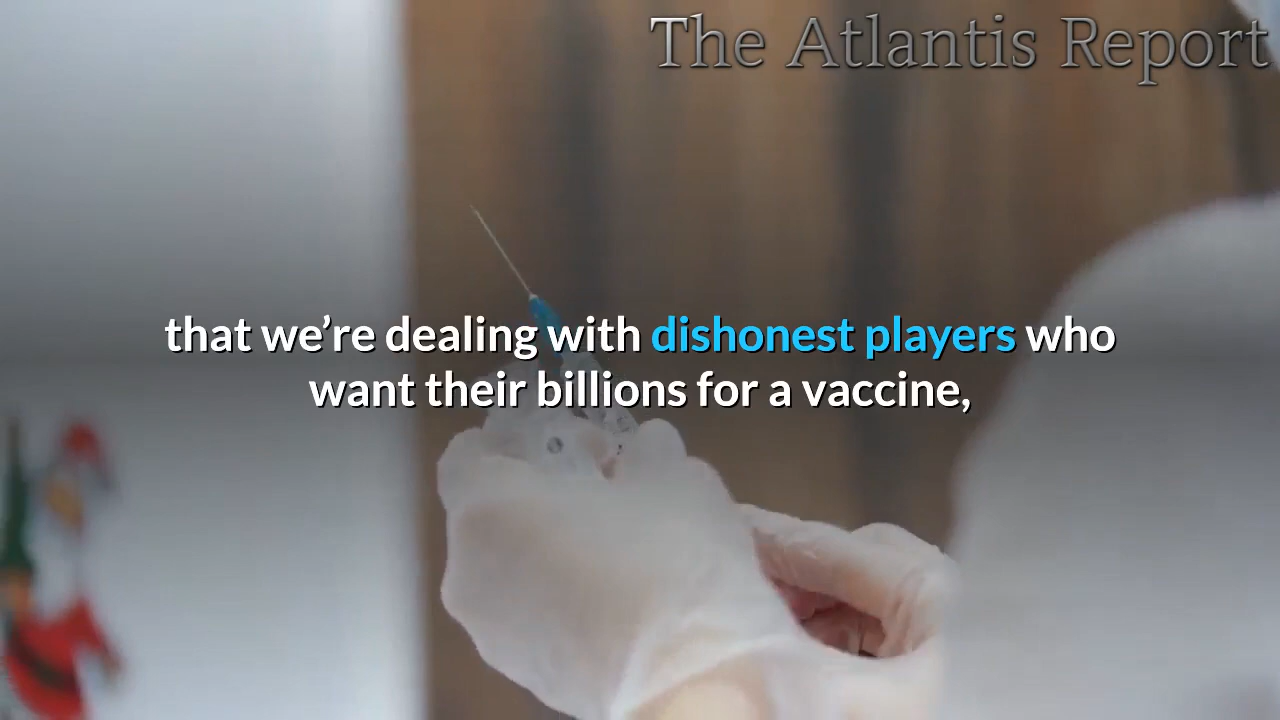 The Atlantis Report
that we’re dealing with dishonest players who
want their billions for a vaccine,